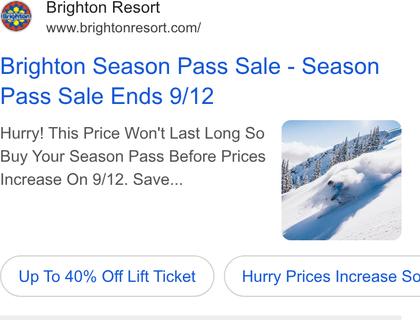 Brighton Resort
www.brightonresort.com/
Brighton Season Pass Sale - Season
Pass Sale Ends 9/12
Hurry! This Price Won't Last Long So
Buy Your Season Pass Before Prices
Increase On 9/12. Save...
Up To 40% Off Lift Ticket
Hurry Prices Increase So